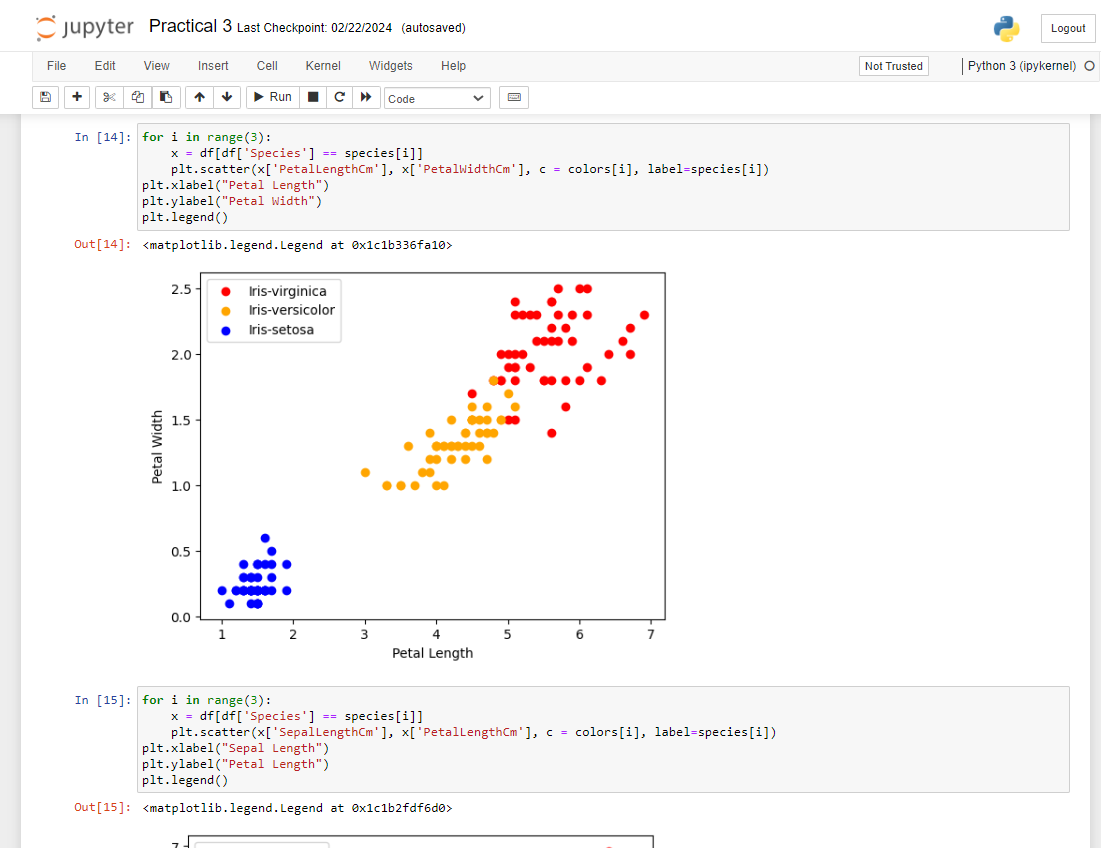 jupyter Practical 3 Last Checkpoint: 02/22/2024 (autosaved) Logout
File Edit View Insert Cell Kernel Widgets Help Not Trusted Python 3 (ipykernel)
Run Code
In [14]: for i in range(3):
    x = df[df['Species'] == species[i]]
    plt.scatter(x['PetalLengthCm'], x['PetalWidthCm'], c = colors[i], label=species[i])
plt.xlabel("Petal Length")
plt.ylabel("Petal Width")
plt.legend()
Out[14]: <matplotlib.legend.Legend at 0x1c1b336fa10>
Iris-virginica
Iris-versicolor
Iris-setosa
2.5
2.0
1.5
1.0
0.5
0.0
Petal Width
1 2 3 4 5 6 7
Petal Length
In [15]: for i in range(3):
    x = df[df['Species'] == species[i]]
    plt.scatter(x['SepalLengthCm'], x['PetalLengthCm'], c = colors[i], label=species[i])
plt.xlabel("Sepal Length")
plt.ylabel("Petal Length")
plt.legend()
Out[15]: <matplotlib.legend.Legend at 0x1c1b2fdf6d0>
7